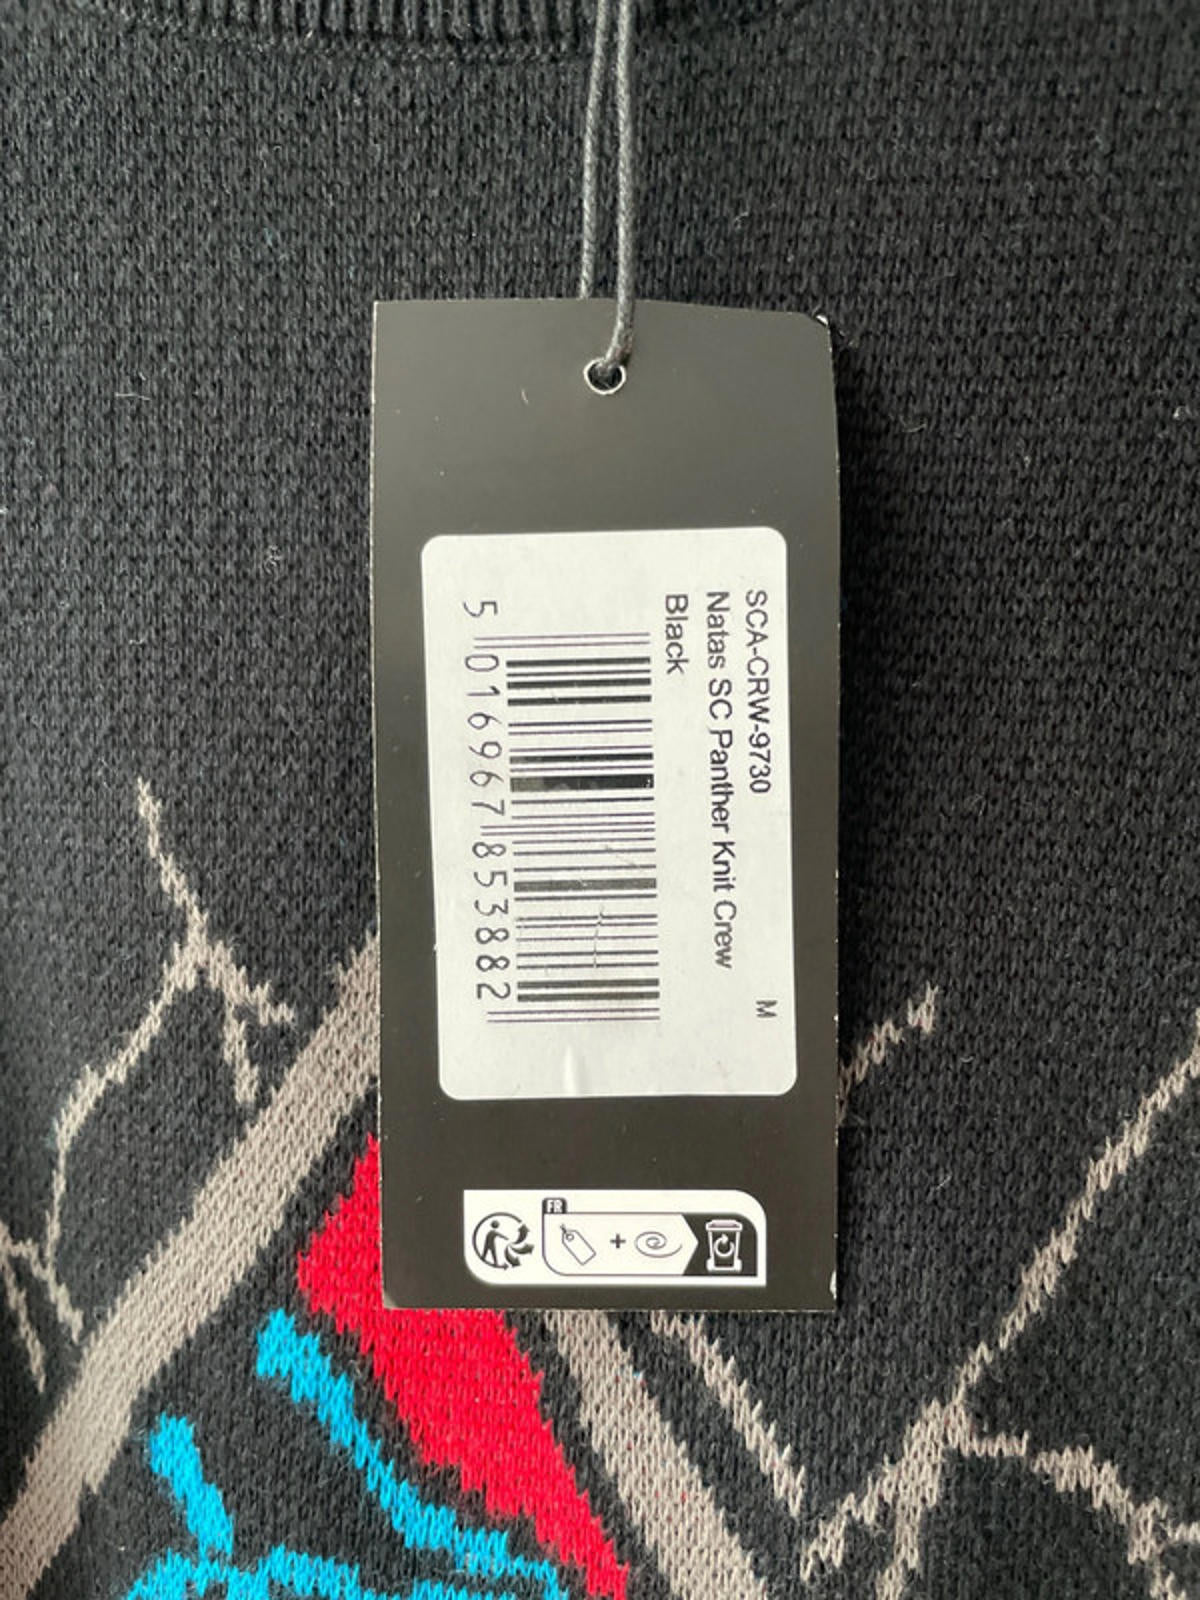 SCA-CRW-9730
M
Natas SC Panther Knit Crew
Black
5 016967 853882
FR